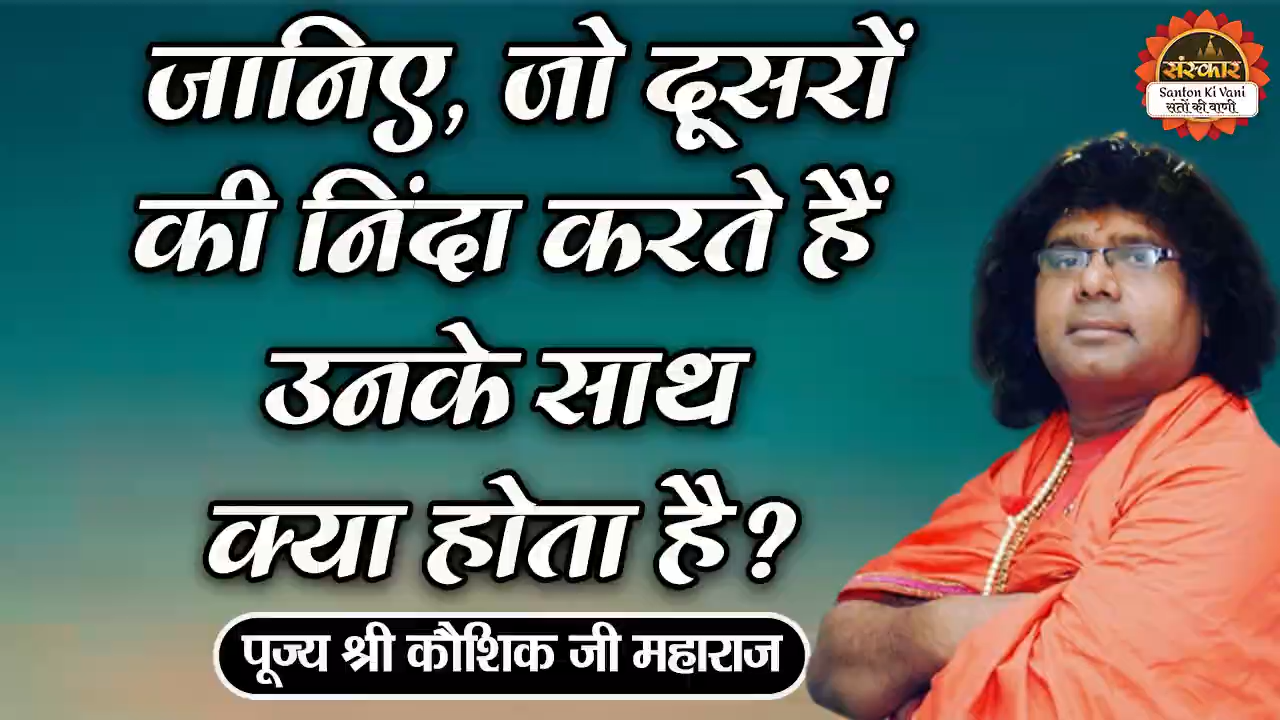 जानिए, जो दूसरों
की निंदा करते हैं
उनके साथ
क्या होता है?
पूज्य श्री कौशिक जी महाराज
संस्कार
Santon Ki Vani
संतों की वाणी